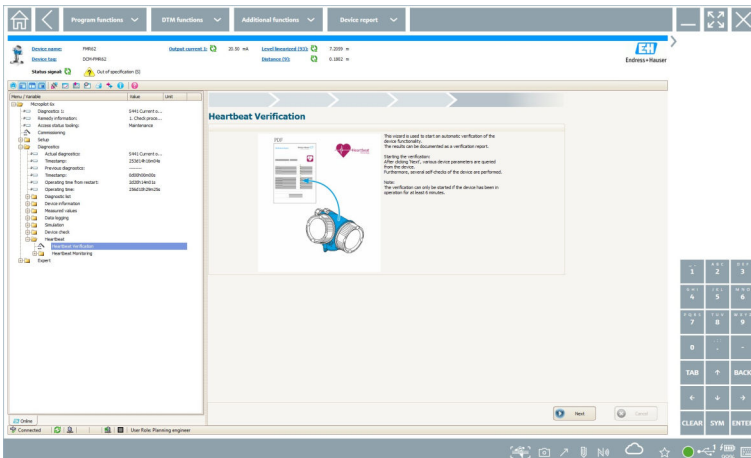 Program functions
DTM functions
Additional functions
Device report
Device name: FMR62 Output current 1: 20.50 mA Level linearized (S1): 7.2039 m
Device tag: DCM-FMR62 Distance (S): 0.1862 m
Status signal: Out of specification (S)
Endress+Hauser
Menu / Variable Value Unit
Micropilot 6x
Diagnostics 1: S441 Current o...
Remedy information: 1. Check proce...
Access status tooling: Maintenance
Commissioning
Setup
Diagnostics
Actual diagnostics: S441 Current o...
Timestamp:
Previous diagnostics: --------
Timestamp: 0d00h00m00s
Operating time from restart:
Operating time:
Diagnostic list
Device information
Measured values
Data logging
Simulation
Device check
Heartbeat
Heartbeat Verification
Heartbeat Monitoring
Expert
Heartbeat Verification
PDF
Heartbeat
This wizard is used to start an automatic verification of the
device functionality.
The results can be documented as a verification report.
Starting the verification:
After clicking 'Next', various device parameters are queried
from the device.
Furthermore, several self-checks of the device are performed.
Note:
The verification can only be started if the device has been in
operation for at least 6 minutes.
Next
Cancel
Online
Connected
User Role: Planning engineer
1 2 3
4 5 6
7 8 9
0 . -
TAB BACK
CLEAR SYM ENTER